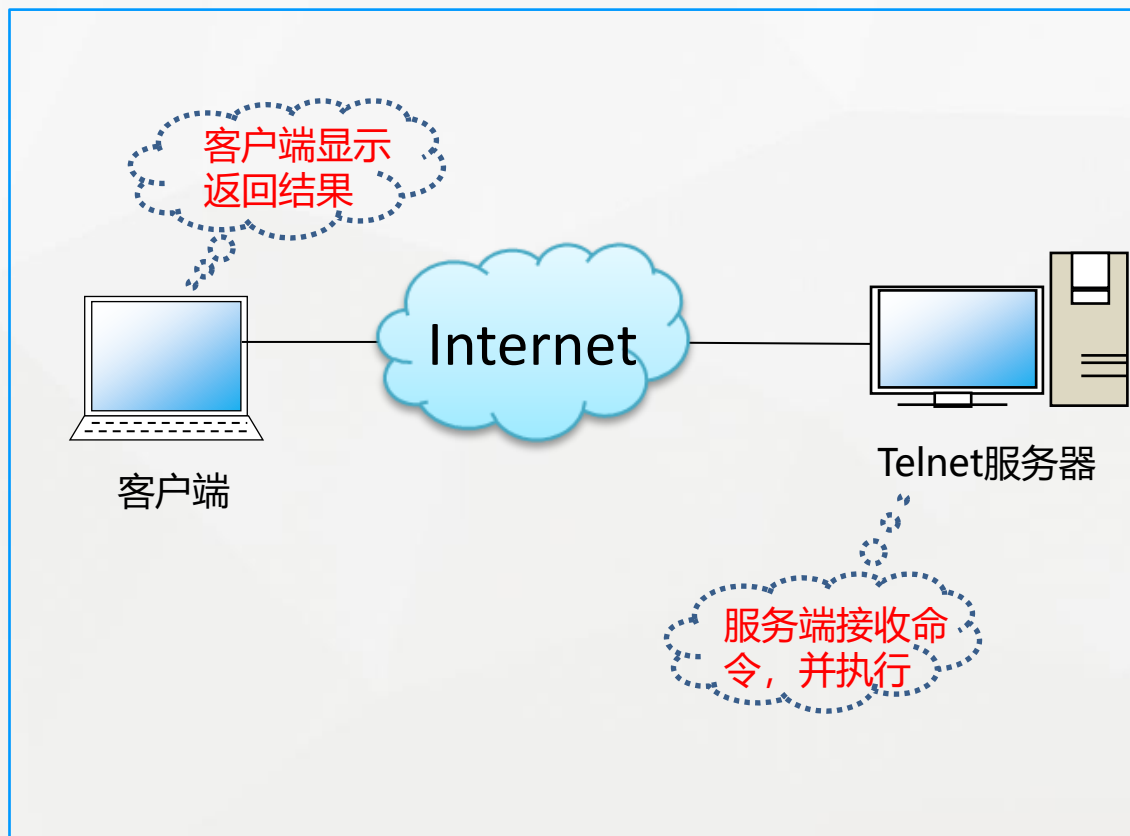 客户端显示
返回结果
Internet
客户端
Telnet服务器
服务端接收命
令，并执行